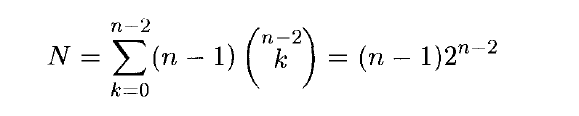 N = \sum_{k=0}^{n-2} (n-1) \binom{n-2}{k} = (n-1)2^{n-2}